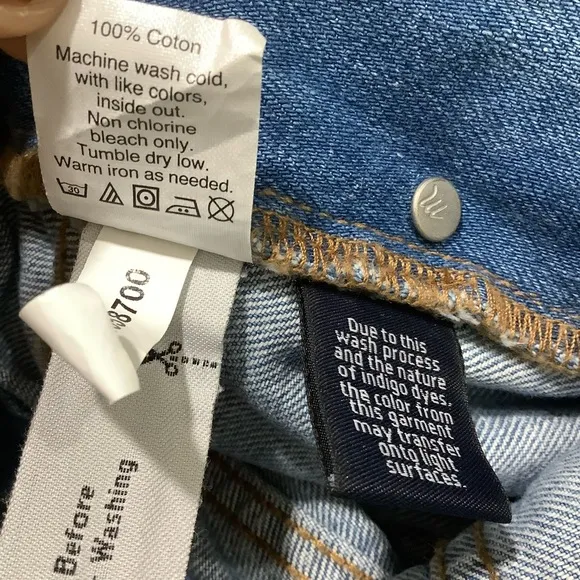 100% Coton
Machine wash cold,
with like colors,
inside out.
Non chlorine
bleach only.
Tumble dry low.
Warm iron as needed.
30
8700
Due to this
wash process
and the nature
of indigo dyes,
the color from
this garment
may transfer
onto light
surfaces.
Before
Washing